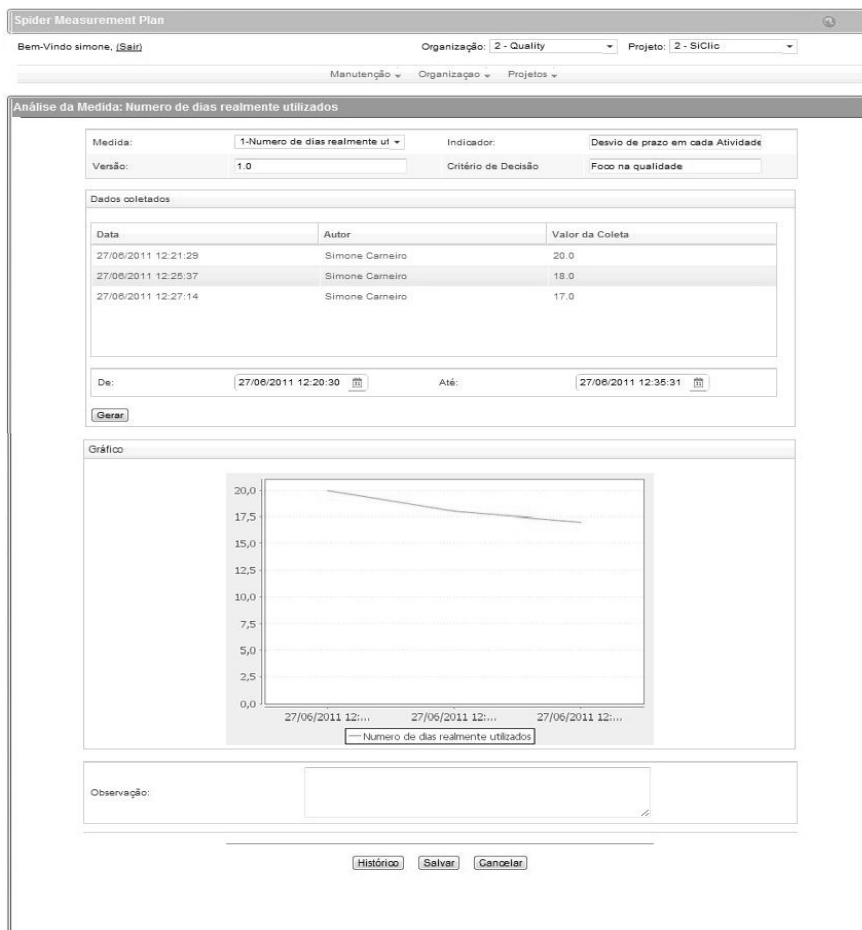 Spider Measurement Plan
Bem-Vindo simone, (Sair) Organização: 2 - Quality Projeto: 2 - SiClic
Manutenção Organizaçao Projetos
Análise da Medida: Numero de dias realmente utilizados
Medida: 1-Numero de dias realmente ut Indicador: Desvio de prazo em cada Atividade
Versão: 1.0 Critério de Decisão Foco na qualidade
Dados coletados
Data Autor Valor da Coleta
27/06/2011 12:21:29 Simone Carneiro 20.0
27/06/2011 12:25:37 Simone Carneiro 18.0
27/06/2011 12:27:14 Simone Carneiro 17.0
De: 27/06/2011 12:20:30 Até: 27/06/2011 12:35:31
Gerar
Gráfico
20,0
17,5
15,0
12,5
10,0
7,5
5,0
2,5
0,0
27/06/2011 12:... 27/06/2011 12:... 27/06/2011 12:...
Numero de dias realmente utilizados
Observação:
Histórico Salvar Cancelar